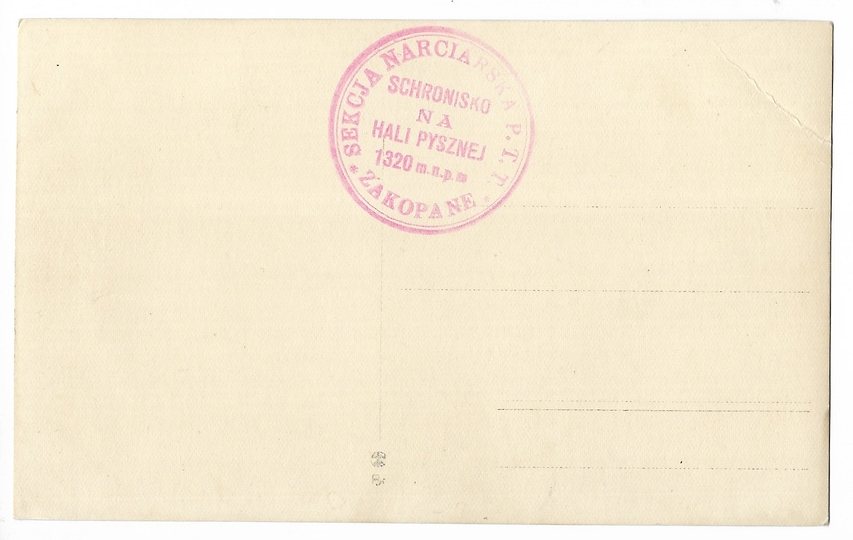 * SEKCJA NARCIARSKA P. T. T. *
SCHRONISKO
NA
HALI PYSZNEJ
1320 m.n.p.m
ZAKOPANE